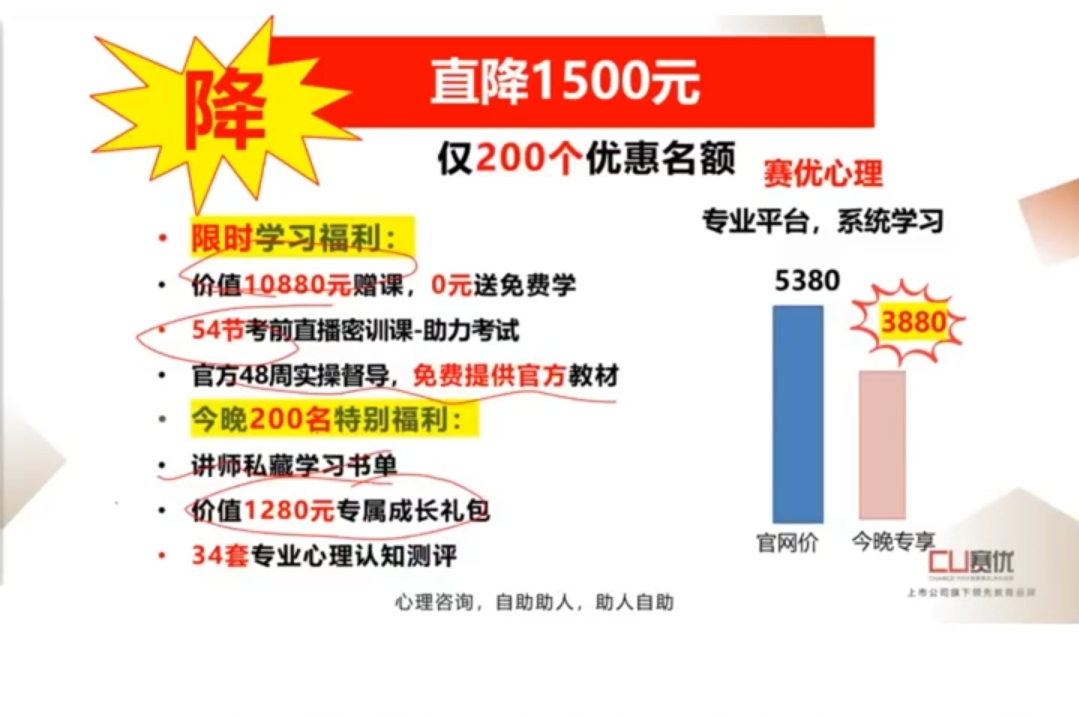 降
直降1500元
仅200个优惠名额
赛优心理
专业平台，系统学习
• 限时学习福利：
• 价值10880元赠课，0元送免费学
• 54节考前直播密训课-助力考试
• 官方48周实操督导，免费提供官方教材
• 今晚200名特别福利：
• 讲师私藏学习书单
• 价值1280元专属成长礼包
• 34套专业心理认知测评
5380
3880
官网价
今晚专享
CU赛优
上市公司旗下领先教育品牌
心理咨询，自助助人，助人自助